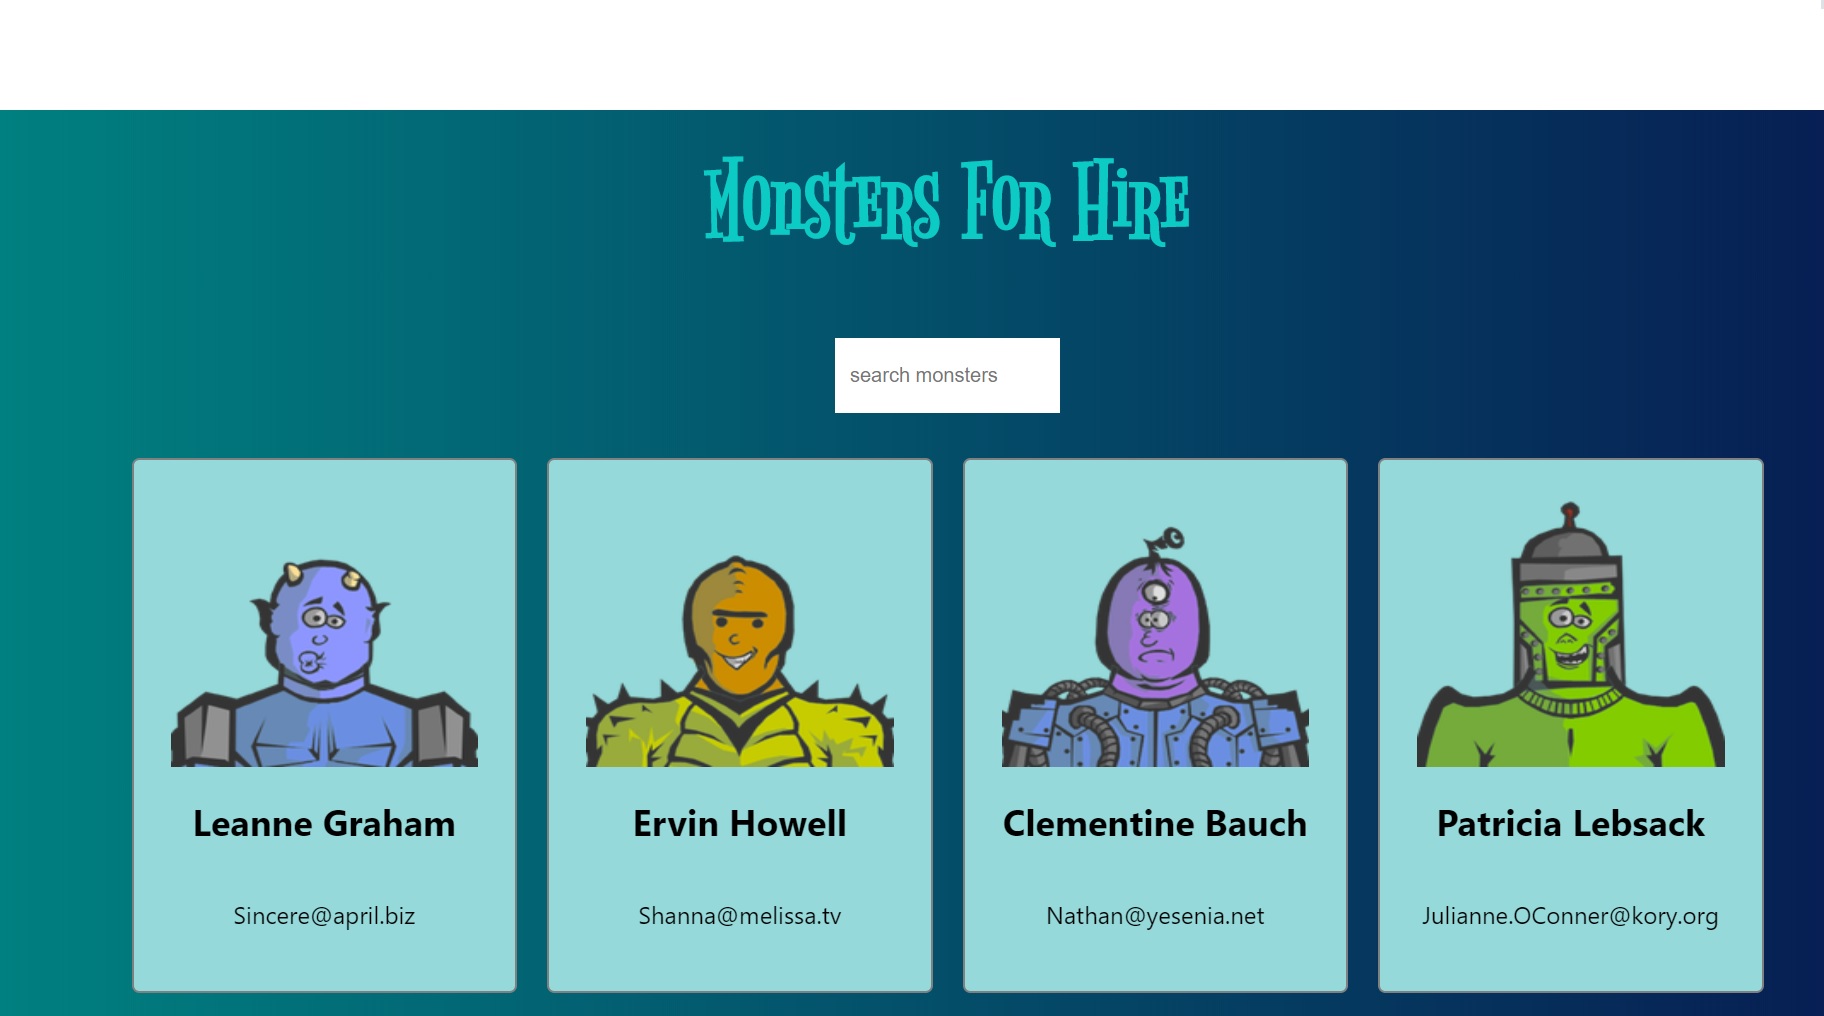 Monsters For Hire
search monsters
Leanne Graham
Ervin Howell
Clementine Bauch
Patricia Lebsack
Sincere@april.biz
Shanna@melissa.tv
Nathan@yesenia.net
Julianne.OConner@kory.org